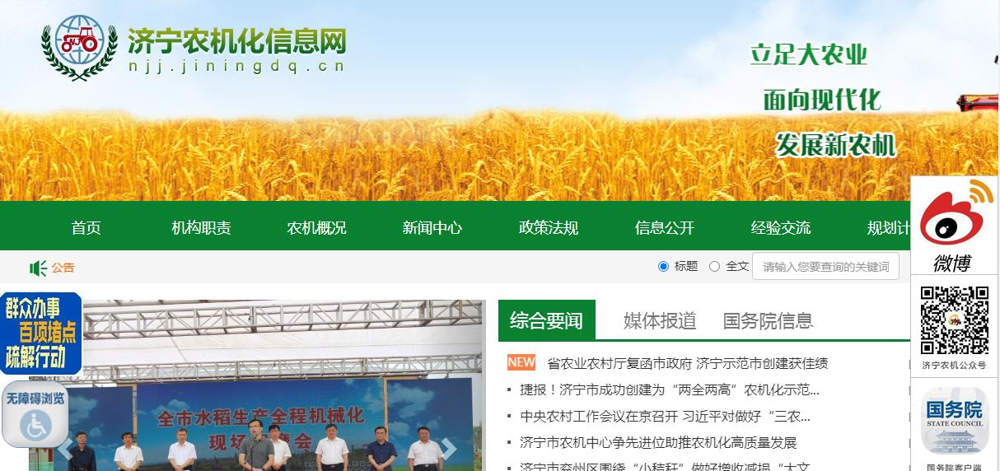 济宁农机化信息网
njj.jiningdq.cn
立足大农业
面向现代化
发展新农机
首页 机构职责 农机概况 新闻中心 政策法规 信息公开 经验交流 规划计
微博
公告
标题 全文 请输入您要查询的关键词
群众办事
百项堵点
疏解行动
无障碍浏览
全市水稻生产全程机械化
综合要闻 媒体报道 国务院信息
NEW 省农业农村厅复函市政府 济宁示范市创建获佳绩
捷报！济宁市成功创建为“两全两高”农机化示范...
中央农村工作会议在京召开 习近平对做好“三农...
济宁市农机中心争先进位助推农机化高质量发展
济宁市兖州区围绕“小秸秆”做好增收减损“大文
济宁农机公众号
国务院
STATE COUNCIL
国务院客户端